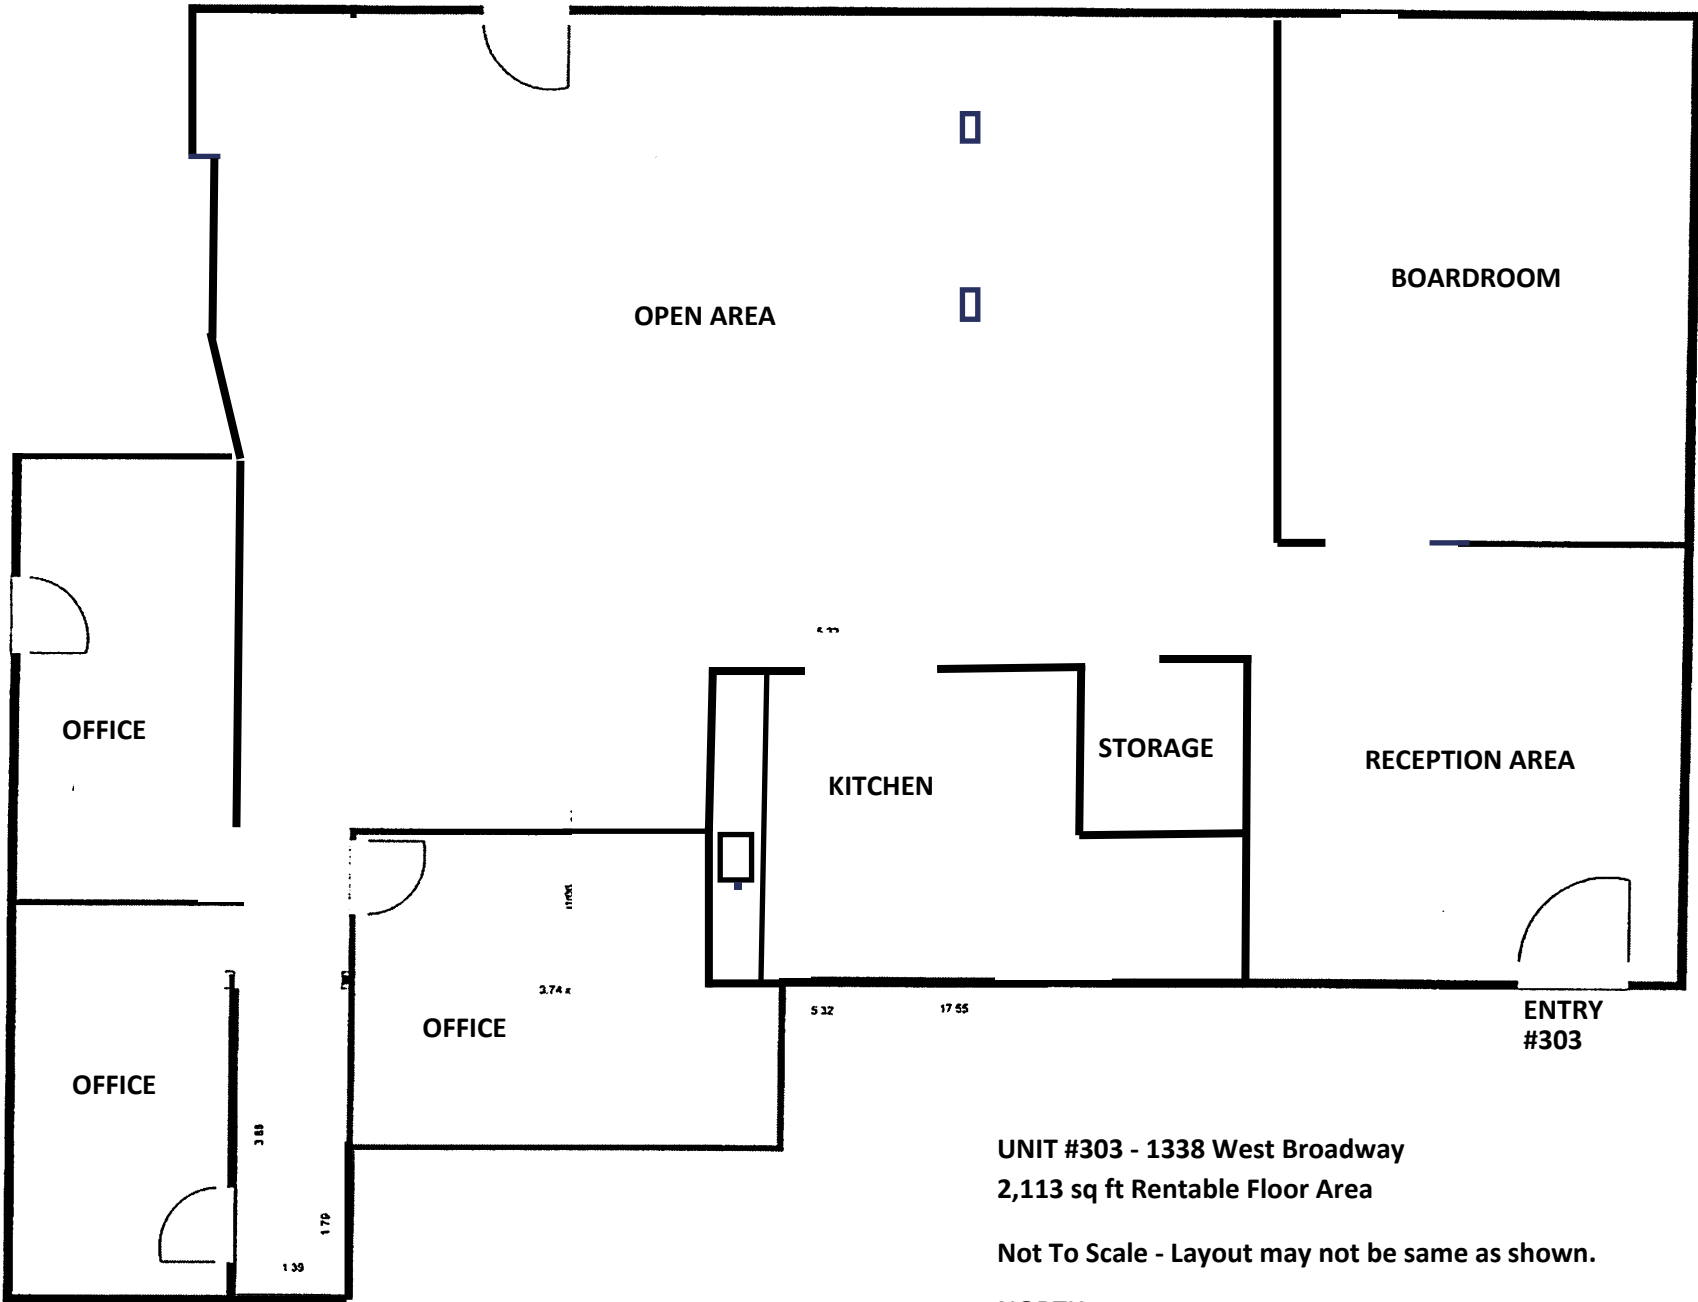 BOARDROOM
OPEN AREA
OFFICE
STORAGE
RECEPTION AREA
KITCHEN
3.74 x
5 32
17 55
ENTRY
#303
OFFICE
OFFICE
3 88
1 79
1 39
UNIT #303 - 1338 West Broadway
2,113 sq ft Rentable Floor Area
Not To Scale - Layout may not be same as shown.